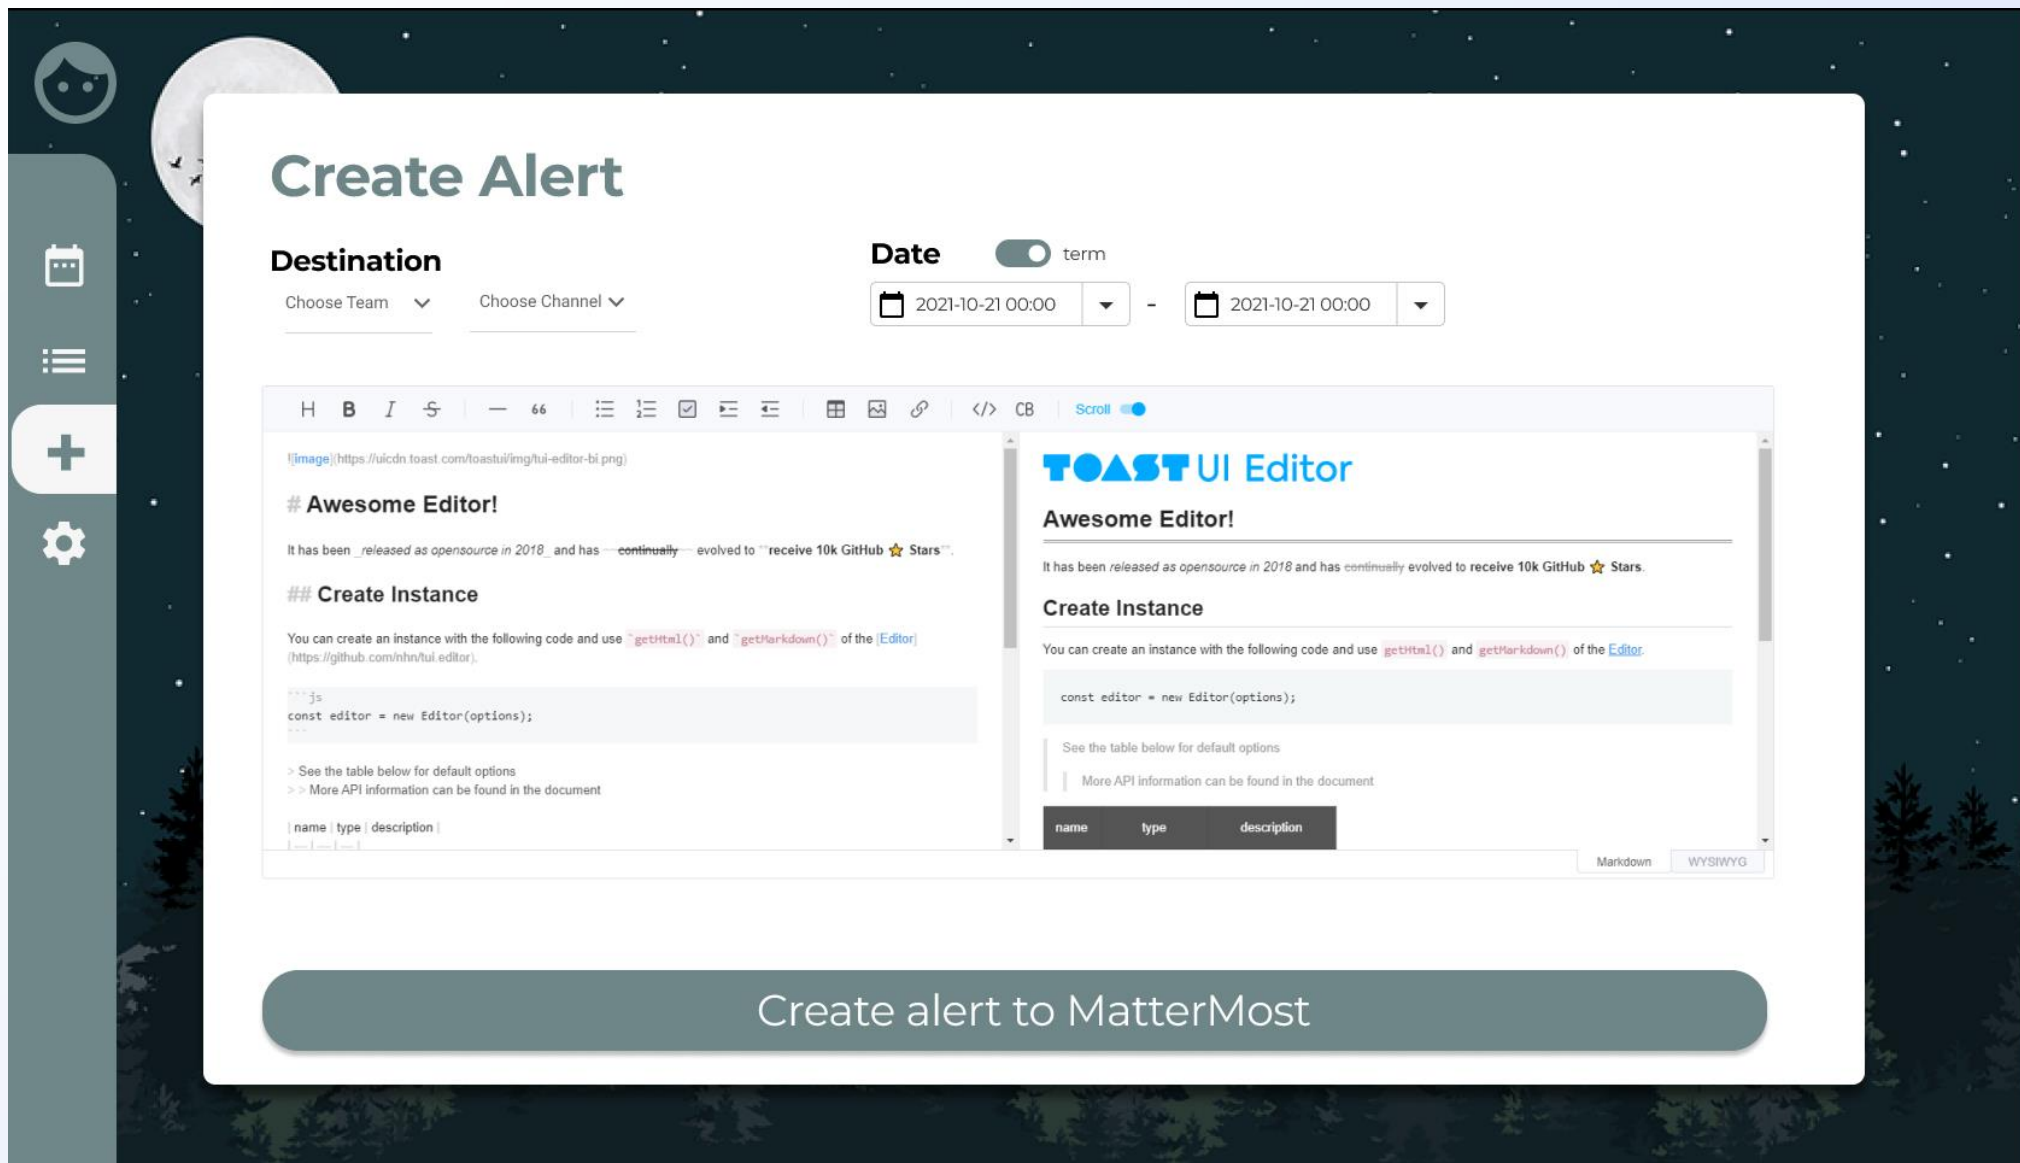 Create Alert
Destination
Date
term
Choose Team
Choose Channel
2021-10-21 00:00
-
2021-10-21 00:00
H B I S 66 </> CB Scroll
![image](https://uicdn.toast.com/toastui/img/tui-editor-bi.png)
# Awesome Editor!
It has been _released as opensource in 2018_ and has ~~continually~~ evolved to **receive 10k GitHub ⭐ Stars**.
## Create Instance
You can create an instance with the following code and use `getHtml()` and `getMarkdown()` of the [Editor]
(https://github.com/nhn/tui.editor).
```js
const editor = new Editor(options);
```
> See the table below for default options
> > More API information can be found in the document
| name | type | description |
| --- | --- | --- |
TOAST UI Editor
Awesome Editor!
It has been released as opensource in 2018 and has continually evolved to receive 10k GitHub ⭐ Stars.
Create Instance
You can create an instance with the following code and use getHtml() and getMarkdown() of the Editor.
const editor = new Editor(options);
See the table below for default options
More API information can be found in the document
name type description
Markdown
WYSIWYG
Create alert to MatterMost